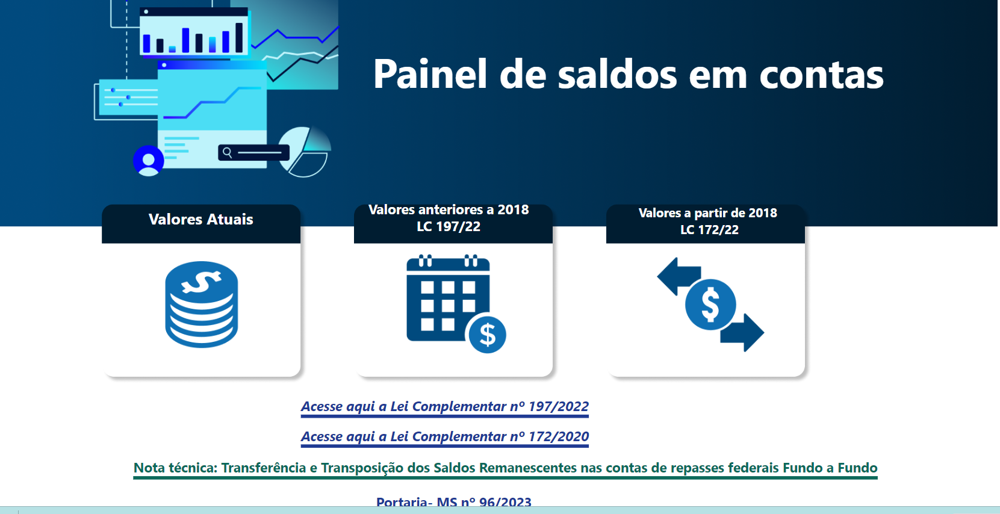 Painel de saldos em contas
Valores Atuais
Valores anteriores a 2018
LC 197/22
Valores a partir de 2018
LC 172/22
Acesse aqui a Lei Complementar nº 197/2022
Acesse aqui a Lei Complementar nº 172/2020
Nota técnica: Transferência e Transposição dos Saldos Remanescentes nas contas de repasses federais Fundo a Fundo
Portaria- MS nº 96/2023